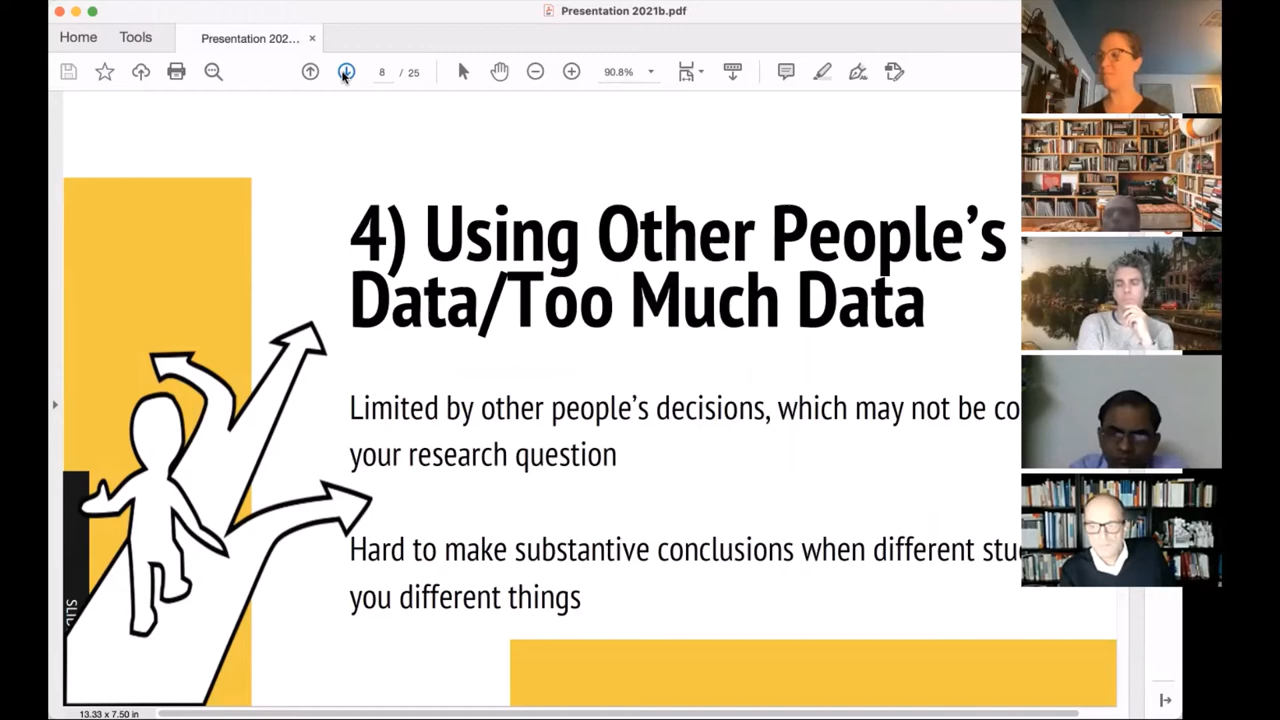 Presentation 2021b.pdf
Home Tools Presentation 202... ×
8 / 25 90.8%
4) Using Other People's
Data/Too Much Data
Limited by other people's decisions, which may not be
your research question
Hard to make substantive conclusions when different
you different things
13.33 x 7.50 in